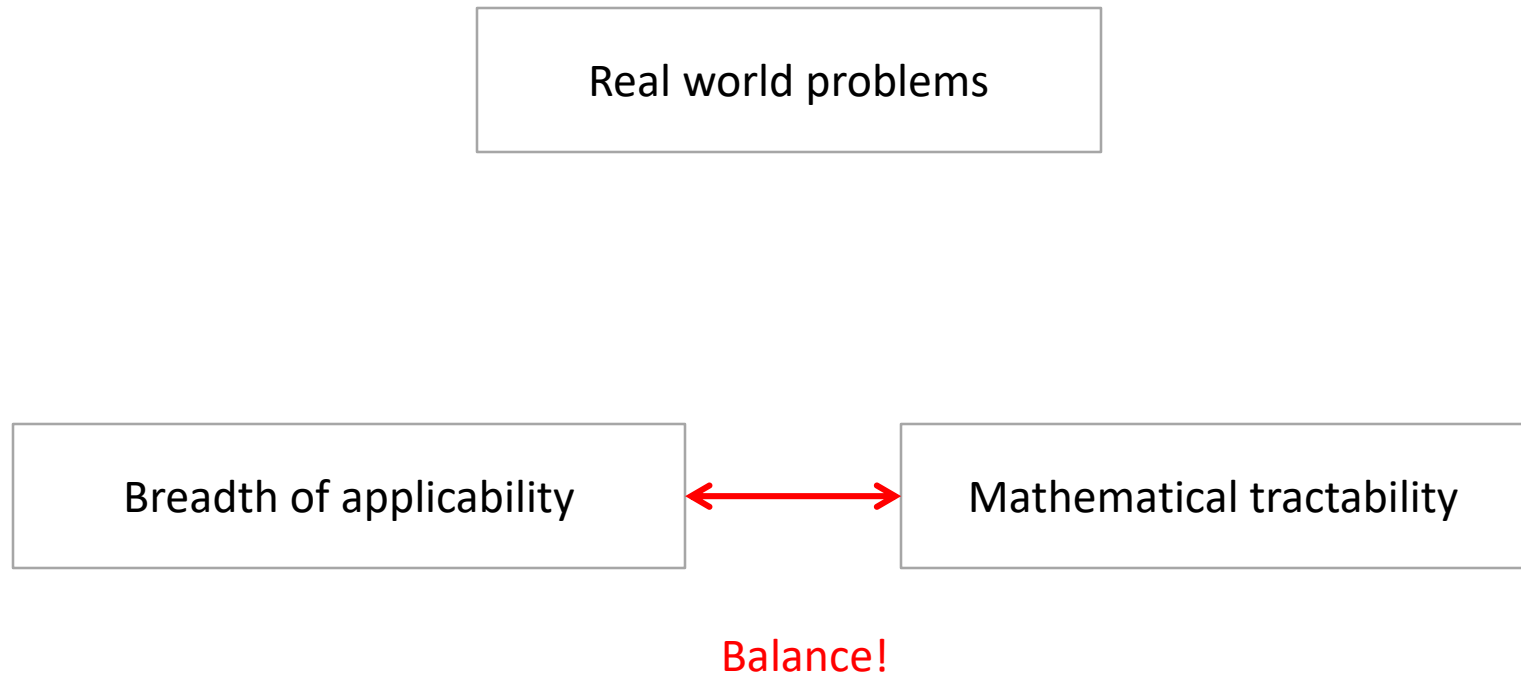 Real world problems
Breadth of applicability
Mathematical tractability
Balance!